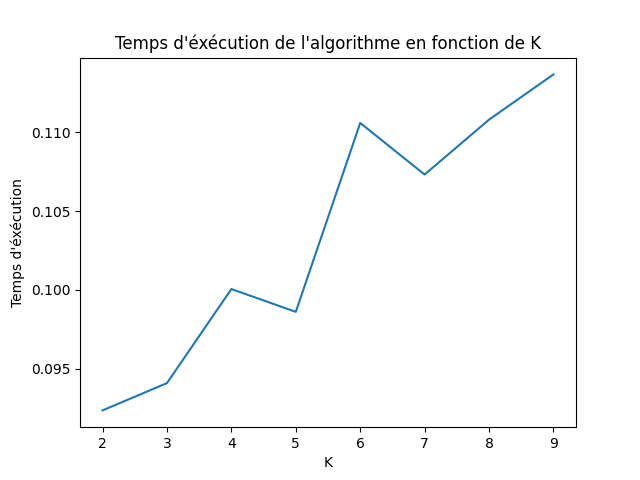 Temps d'éxécution de l'algorithme en fonction de K
Temps d'éxécution
0.110
0.105
0.100
0.095
2 3 4 5 6 7 8 9
K